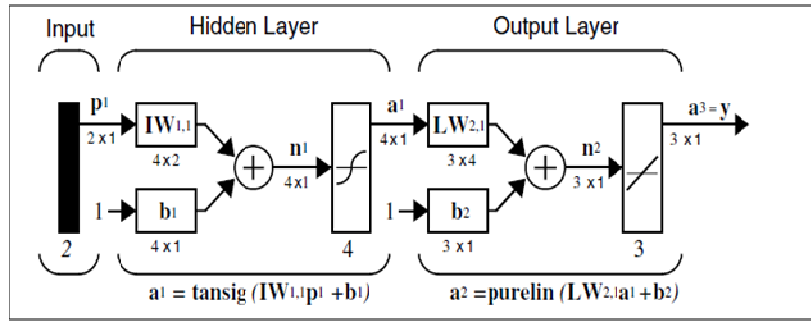 Input Hidden Layer Output Layer
p1 a1 a3 = y
IW1,1 LW2,1
2 x 1 n1 4x1 n2 3 x 1
4x2 3 x4
4x1 3 x 1
1 b1 1 b2
2 4 x 1 4 3 x 1 3
a1 = tansig (IW1,1p1 +b1) a2 =purelin (LW2,1a1 +b2)